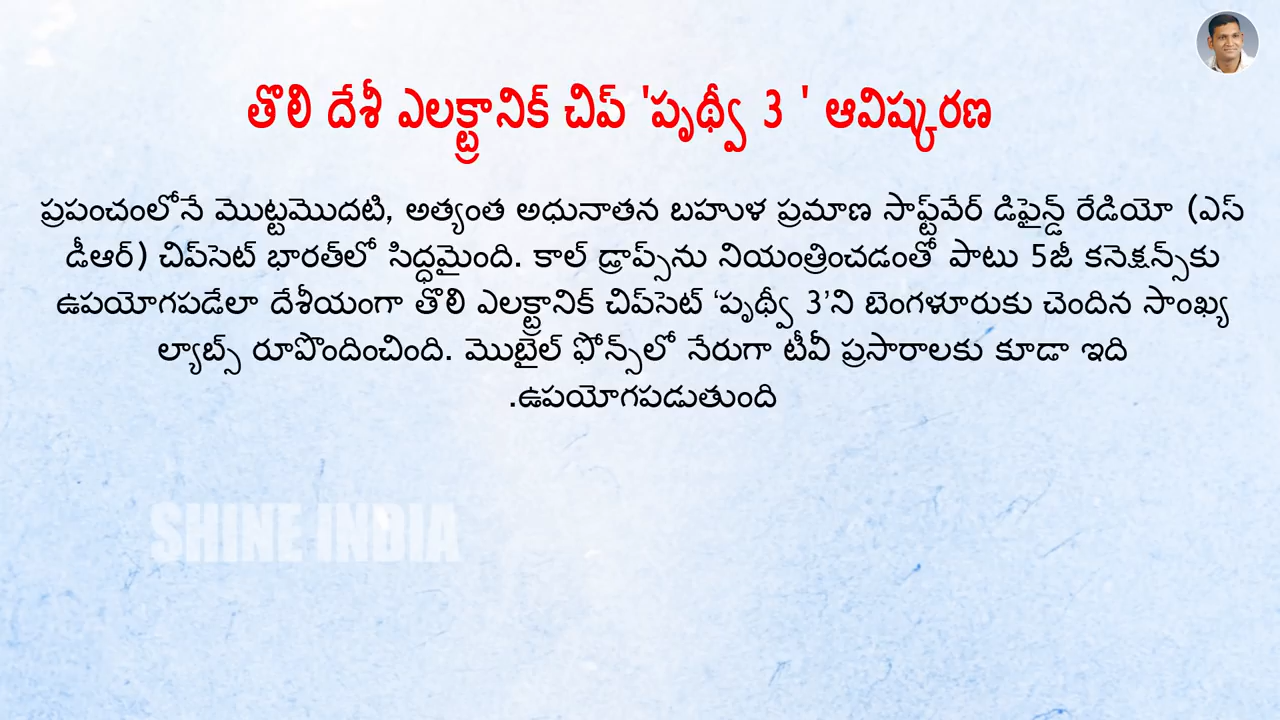 తొలి దేశీ ఎలక్ట్రానిక్ చిప్ 'పృథ్వీ 3 ' ఆవిష్కరణ
ప్రపంచంలోనే మొట్టమొదటి, అత్యంత అధునాతన బహుళ ప్రమాణ సాఫ్ట్‌వేర్ డిఫైన్డ్ రేడియో (ఎస్
డీఆర్) చిప్‌సెట్ భారత్‌లో సిద్ధమైంది. కాల్ డ్రాప్స్‌ను నియంత్రించడంతో పాటు 5జీ కనెక్షన్స్‌కు
ఉపయోగపడేలా దేశీయంగా తొలి ఎలక్ట్రానిక్ చిప్‌సెట్ ‘పృథ్వీ 3’ని బెంగళూరుకు చెందిన సాంఖ్య
ల్యాబ్స్ రూపొందించింది. మొబైల్ ఫోన్స్‌లో నేరుగా టీవీ ప్రసారాలకు కూడా ఇది
.ఉపయోగపడుతుంది
SHINE INDIA